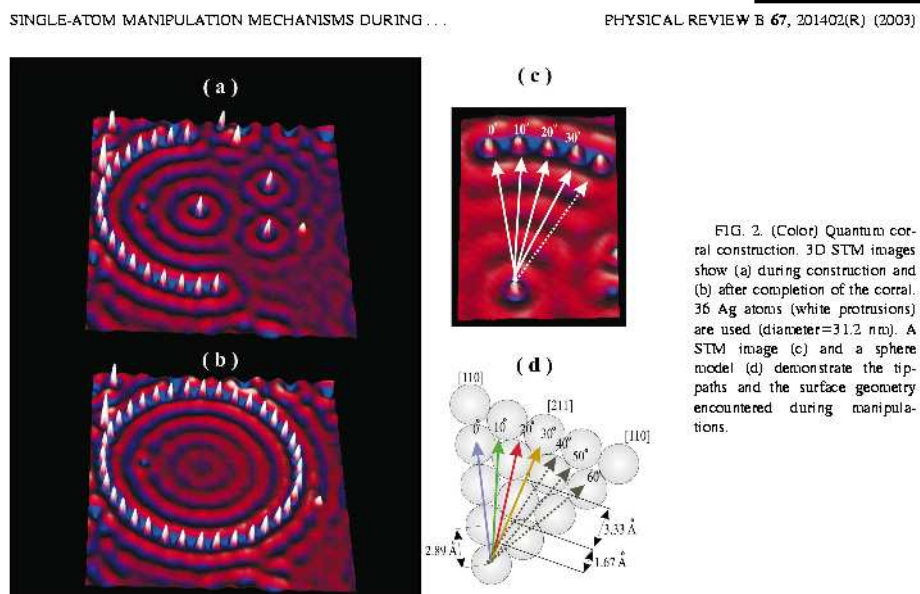 SINGLE-ATOM MANIPULATION MECHANISMS DURING . . .
PHYSICAL REVIEW B 67, 201402(R) (2003)
( a )
( c )
0° 10° 20° 30°
FIG. 2. (Color) Quantum cor-
ral construction. 3D STM images
show (a) during construction and
(b) after completion of the corral.
36 Ag atoms (white protrusions)
are used (diameter=31.2 nm). A
STM image (c) and a sphere
model (d) demonstrate the tip-
paths and the surface geometry
encountered during manipula-
tions.
( b )
( d )
[110]
[211]
[110]
0° 10° 20° 30°
40°
50°
60°
3.33 Å
2.89 Å
1.67 Å